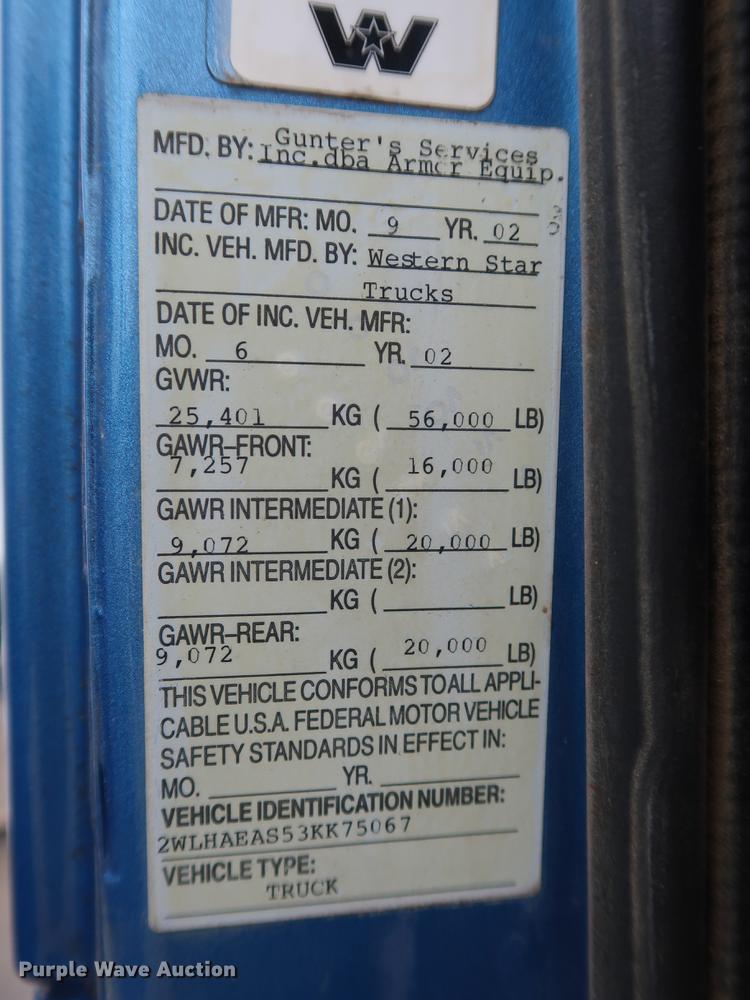 W
MFD. BY: Gunter's Services
Inc.dba Armor Equip.
DATE OF MFR: MO. 9 YR. 02
INC. VEH. MFD. BY: Western Star
Trucks
DATE OF INC. VEH. MFR:
MO. 6 YR. 02
GVWR:
25,401 KG ( 56,000 LB)
GAWR-FRONT:
7,257 KG ( 16,000 LB)
GAWR INTERMEDIATE (1):
9,072 KG ( 20,000 LB)
GAWR INTERMEDIATE (2):
KG ( LB)
GAWR-REAR:
9,072 KG ( 20,000 LB)
THIS VEHICLE CONFORMS TO ALL APPLI-
CABLE U.S.A. FEDERAL MOTOR VEHICLE
SAFETY STANDARDS IN EFFECT IN:
MO. YR.
VEHICLE IDENTIFICATION NUMBER:
2WLHAEAS53KK75067
VEHICLE TYPE:
TRUCK
Purple Wave Auction